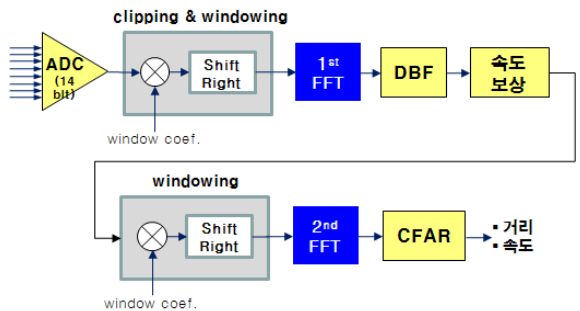 clipping & windowing
ADC
(14
bit)
Shift
Right
1st
FFT
DBF
속도
보상
window coef.
windowing
Shift
Right
2nd
FFT
CFAR
▪ 거리
▪ 속도
window coef.